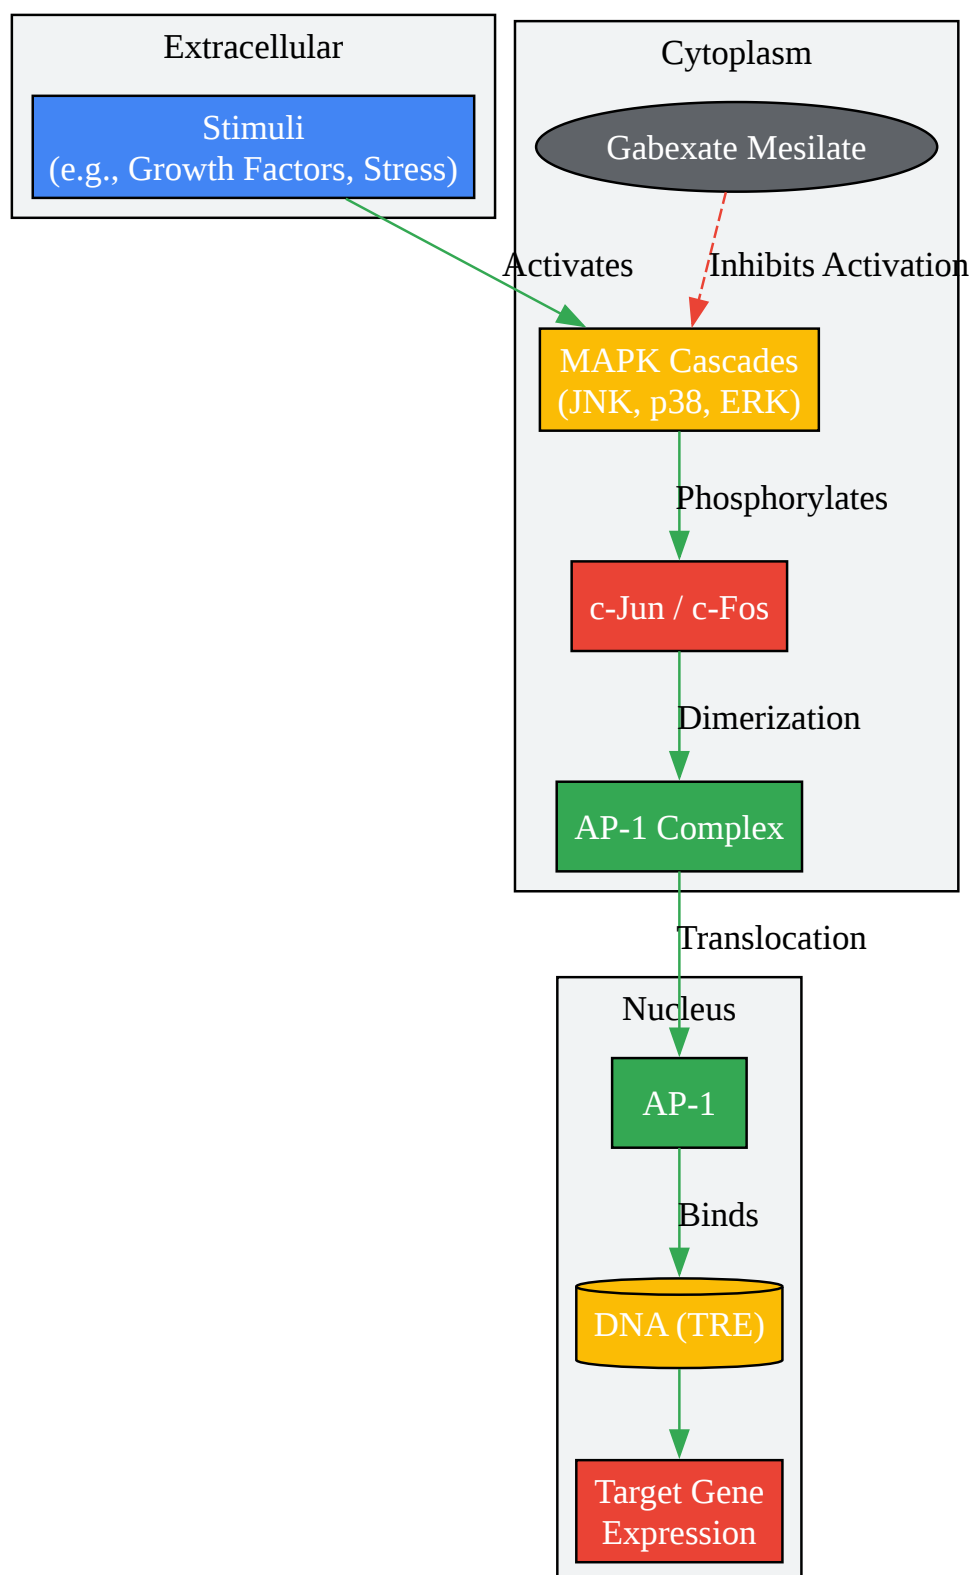 Extracellular
Stimuli
(e.g., Growth Factors, Stress)
Cytoplasm
Gabexate Mesilate
Activates
Inhibits Activation
MAPK Cascades
(JNK, p38, ERK)
Phosphorylates
c-Jun / c-Fos
Dimerization
AP-1 Complex
Translocation
Nucleus
AP-1
Binds
DNA (TRE)
Target Gene
Expression